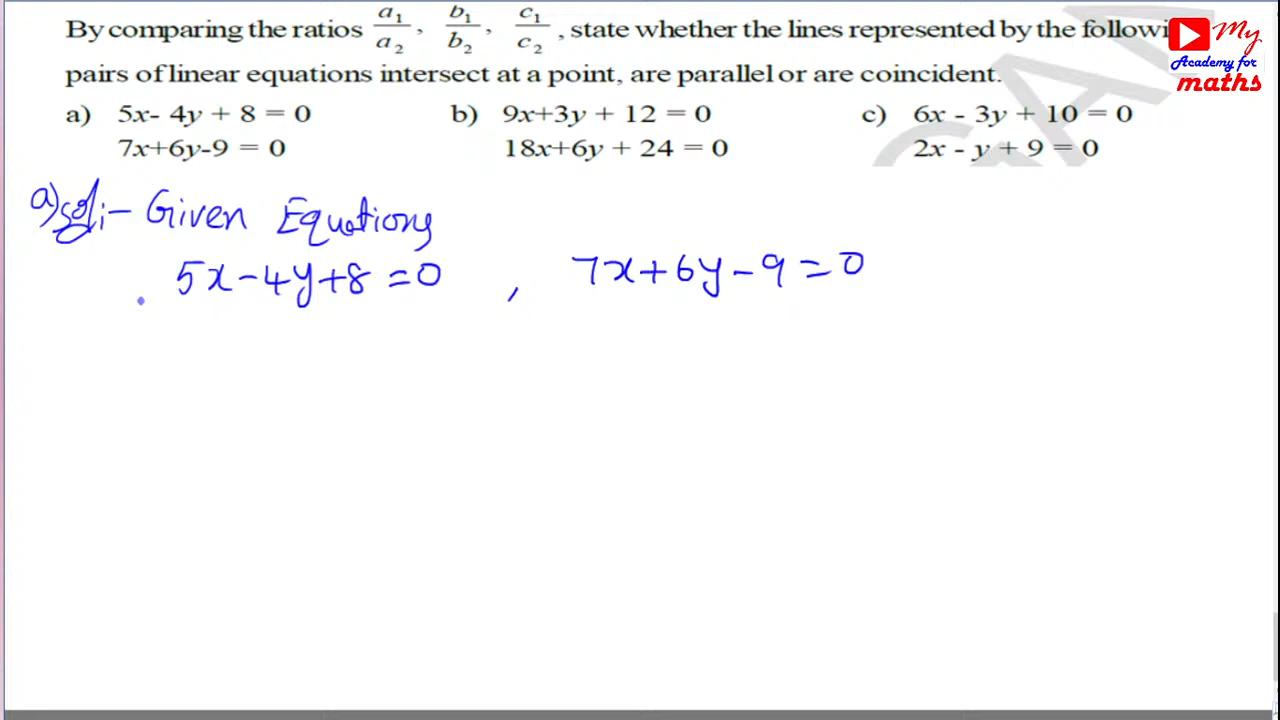 By comparing the ratios a₁/a₂, b₁/b₂, c₁/c₂, state whether the lines represented by the followi
My Academy for maths
pairs of linear equations intersect at a point, are parallel or are coincident.
a) 5x- 4y + 8 = 0 b) 9x+3y + 12 = 0 c) 6x - 3y + 10 = 0
7x+6y-9 = 0 18x+6y + 24 = 0 2x - y + 9 = 0
a) Sol:- Given Equations
5x-4y+8=0 , 7x+6y-9=0